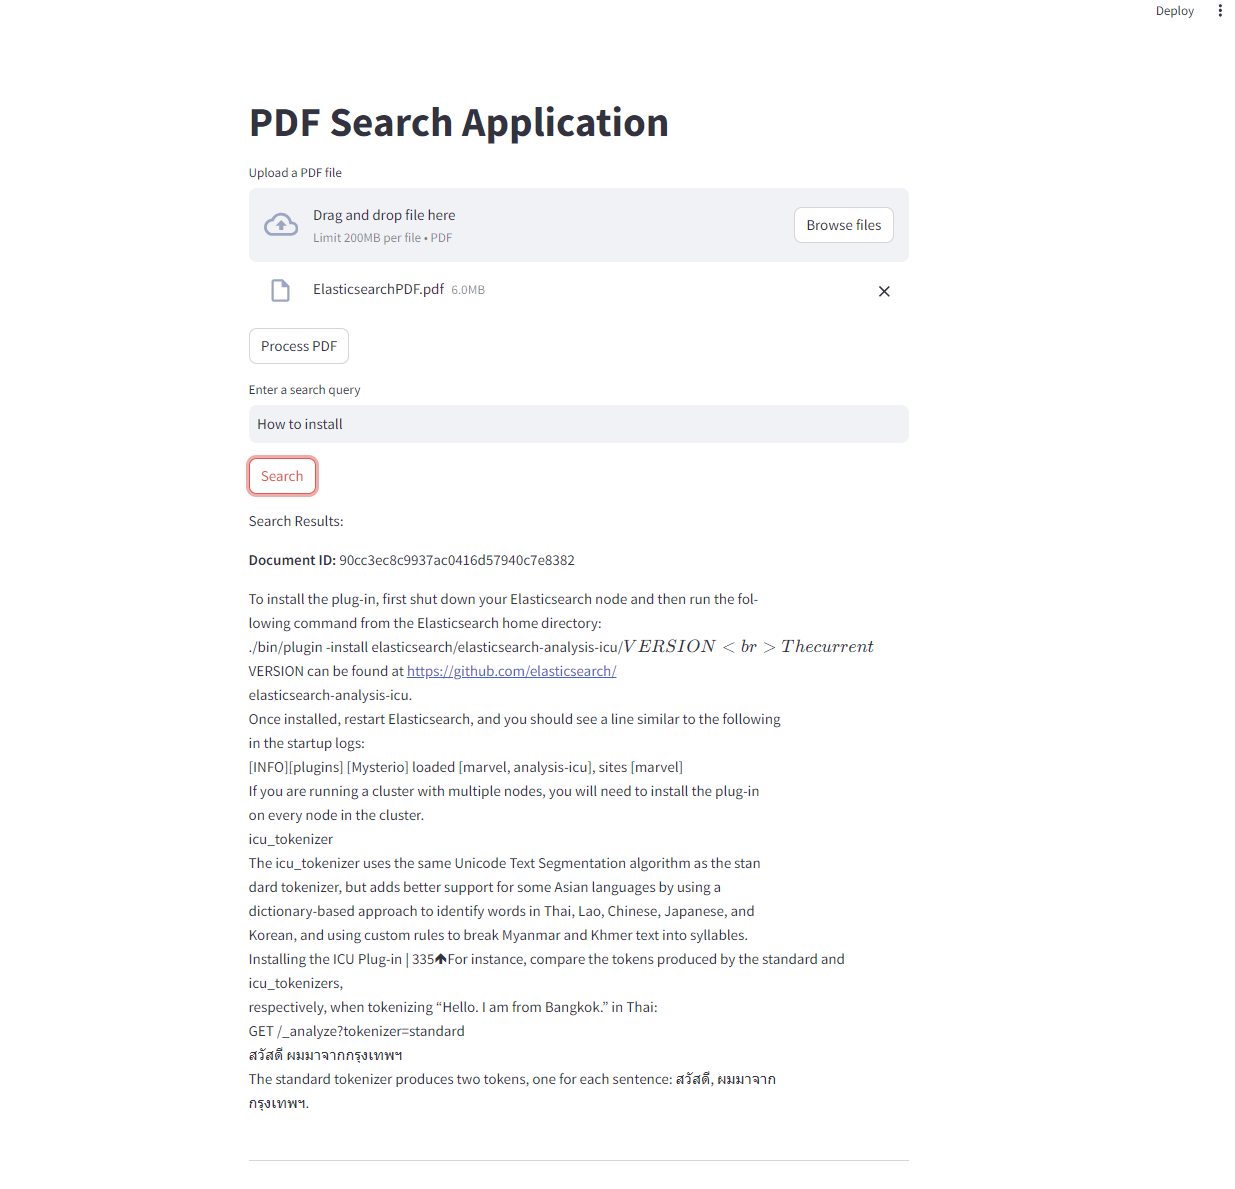 Deploy
PDF Search Application
Upload a PDF file
Drag and drop file here
Limit 200MB per file • PDF
Browse files
ElasticsearchPDF.pdf 6.0MB
Process PDF
Enter a search query
How to install
Search
Search Results:
Document ID: 90cc3ec8c9937ac0416d57940c7e8382
To install the plug-in, first shut down your Elasticsearch node and then run the fol-
lowing command from the Elasticsearch home directory:
./bin/plugin -install elasticsearch/elasticsearch-analysis-icu/VERSION < br > Thecurrent
VERSION can be found at https://github.com/elasticsearch/
elasticsearch-analysis-icu.
Once installed, restart Elasticsearch, and you should see a line similar to the following
in the startup logs:
[INFO][plugins] [Mysterio] loaded [marvel, analysis-icu], sites [marvel]
If you are running a cluster with multiple nodes, you will need to install the plug-in
on every node in the cluster.
icu_tokenizer
The icu_tokenizer uses the same Unicode Text Segmentation algorithm as the stan
dard tokenizer, but adds better support for some Asian languages by using a
dictionary-based approach to identify words in Thai, Lao, Chinese, Japanese, and
Korean, and using custom rules to break Myanmar and Khmer text into syllables.
Installing the ICU Plug-in | 335🡹For instance, compare the tokens produced by the standard and
icu_tokenizers,
respectively, when tokenizing “Hello. I am from Bangkok.” in Thai:
GET /_analyze?tokenizer=standard
สวัสดี ผมมาจากกรุงเทพฯ
The standard tokenizer produces two tokens, one for each sentence: สวัสดี, ผมมาจาก
กรุงเทพฯ.